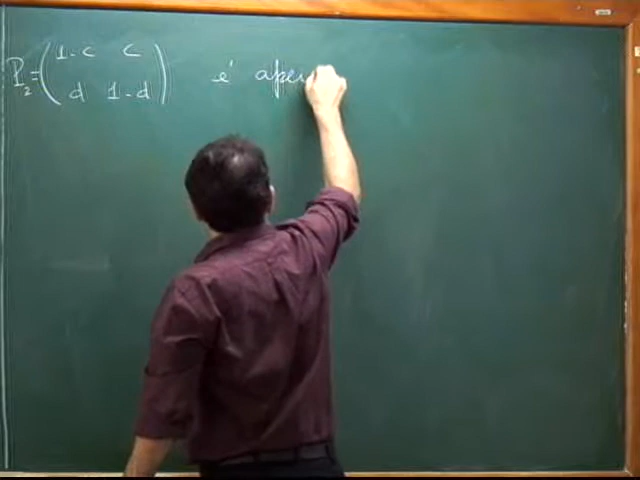 P₂ = ( 1-c c ) é aper
( d 1-d )